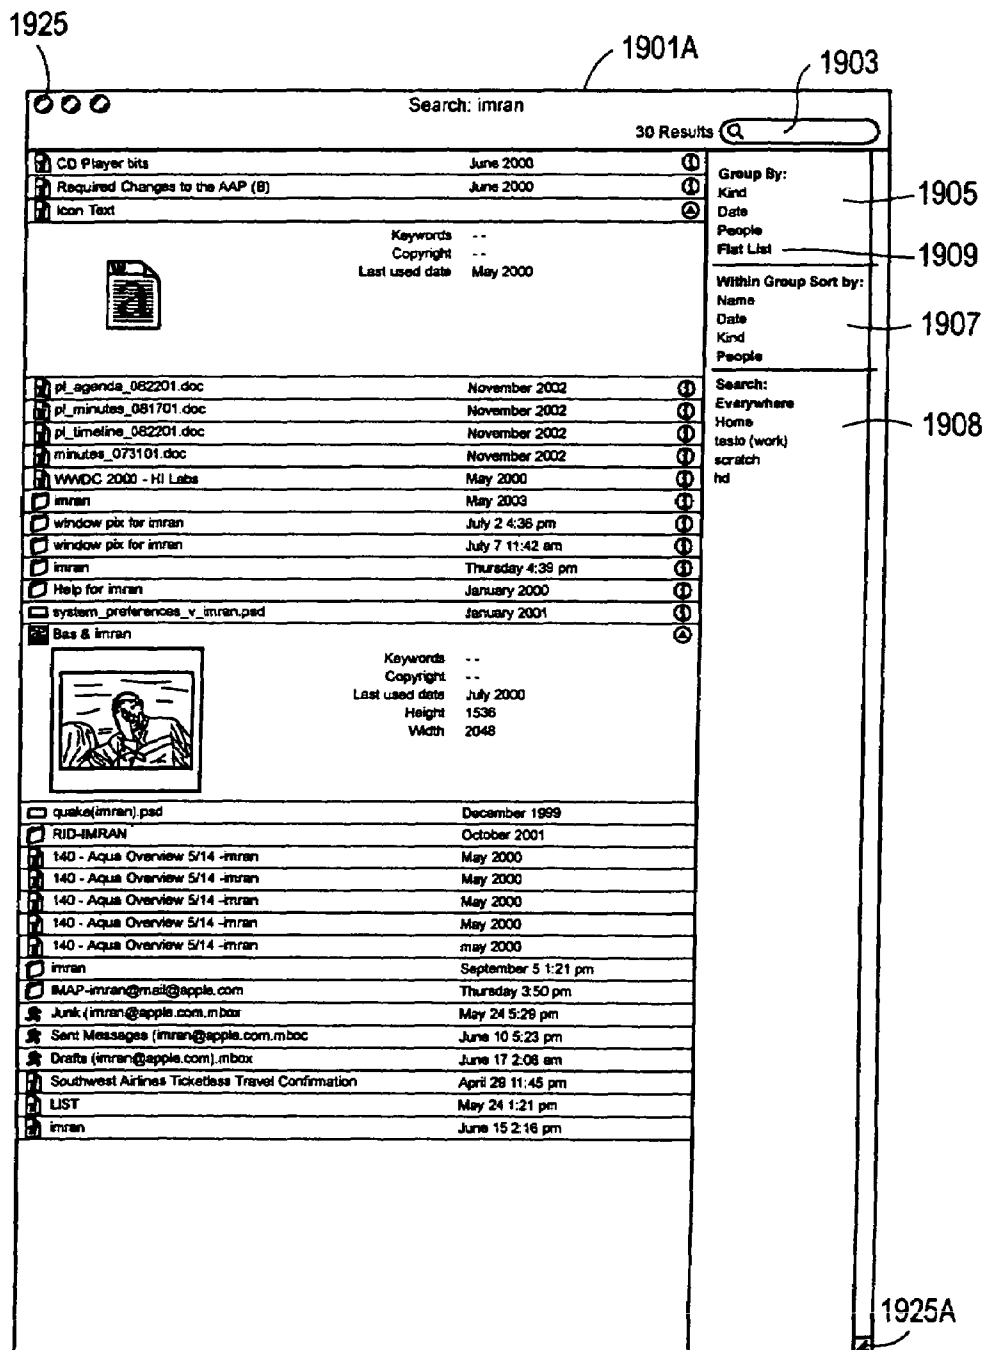 1925
1901A
1903
Search: imran
30 Results
CD Player bits June 2000
Required Changes to the AAP (B) June 2000
Icon Text
Keywords - -
Copyright - -
Last used date May 2000
pl_agenda_082201.doc November 2002
pl_minutes_081701.doc November 2002
pl_timeline_082201.doc November 2002
minutes_073101.doc November 2002
WWDC 2000 - HI Labs May 2000
imran May 2003
window pix for imran July 2 4:36 pm
window pix for imran July 7 11:42 am
imran Thursday 4:39 pm
Help for imran January 2000
system_preferences_v_imran.psd January 2001
Bas & imran
Keywords - -
Copyright - -
Last used date July 2000
Height 1536
Width 2048
quake(imran).psd December 1999
RID-IMRAN October 2001
140 - Aqua Overview 5/14 -imran May 2000
140 - Aqua Overview 5/14 -imran May 2000
140 - Aqua Overview 5/14 -imran May 2000
140 - Aqua Overview 5/14 -imran May 2000
140 - Aqua Overview 5/14 -imran may 2000
imran September 5 1:21 pm
IMAP-imran@mail@apple.com Thursday 3:50 pm
Junk (imran@apple.com.mbox May 24 5:29 pm
Sent Messages (imran@apple.com.mboc June 10 5:23 pm
Drafts (imran@apple.com).mbox June 17 2:08 am
Southwest Airlines Ticketless Travel Confirmation April 29 11:45 pm
LIST May 24 1:21 pm
imran June 15 2:16 pm
Group By:
Kind
Date
People
Flat List
Within Group Sort by:
Name
Date
Kind
People
Search:
Everywhere
Home
testo (work)
scratch
hd
1905
1909
1907
1908
1925A